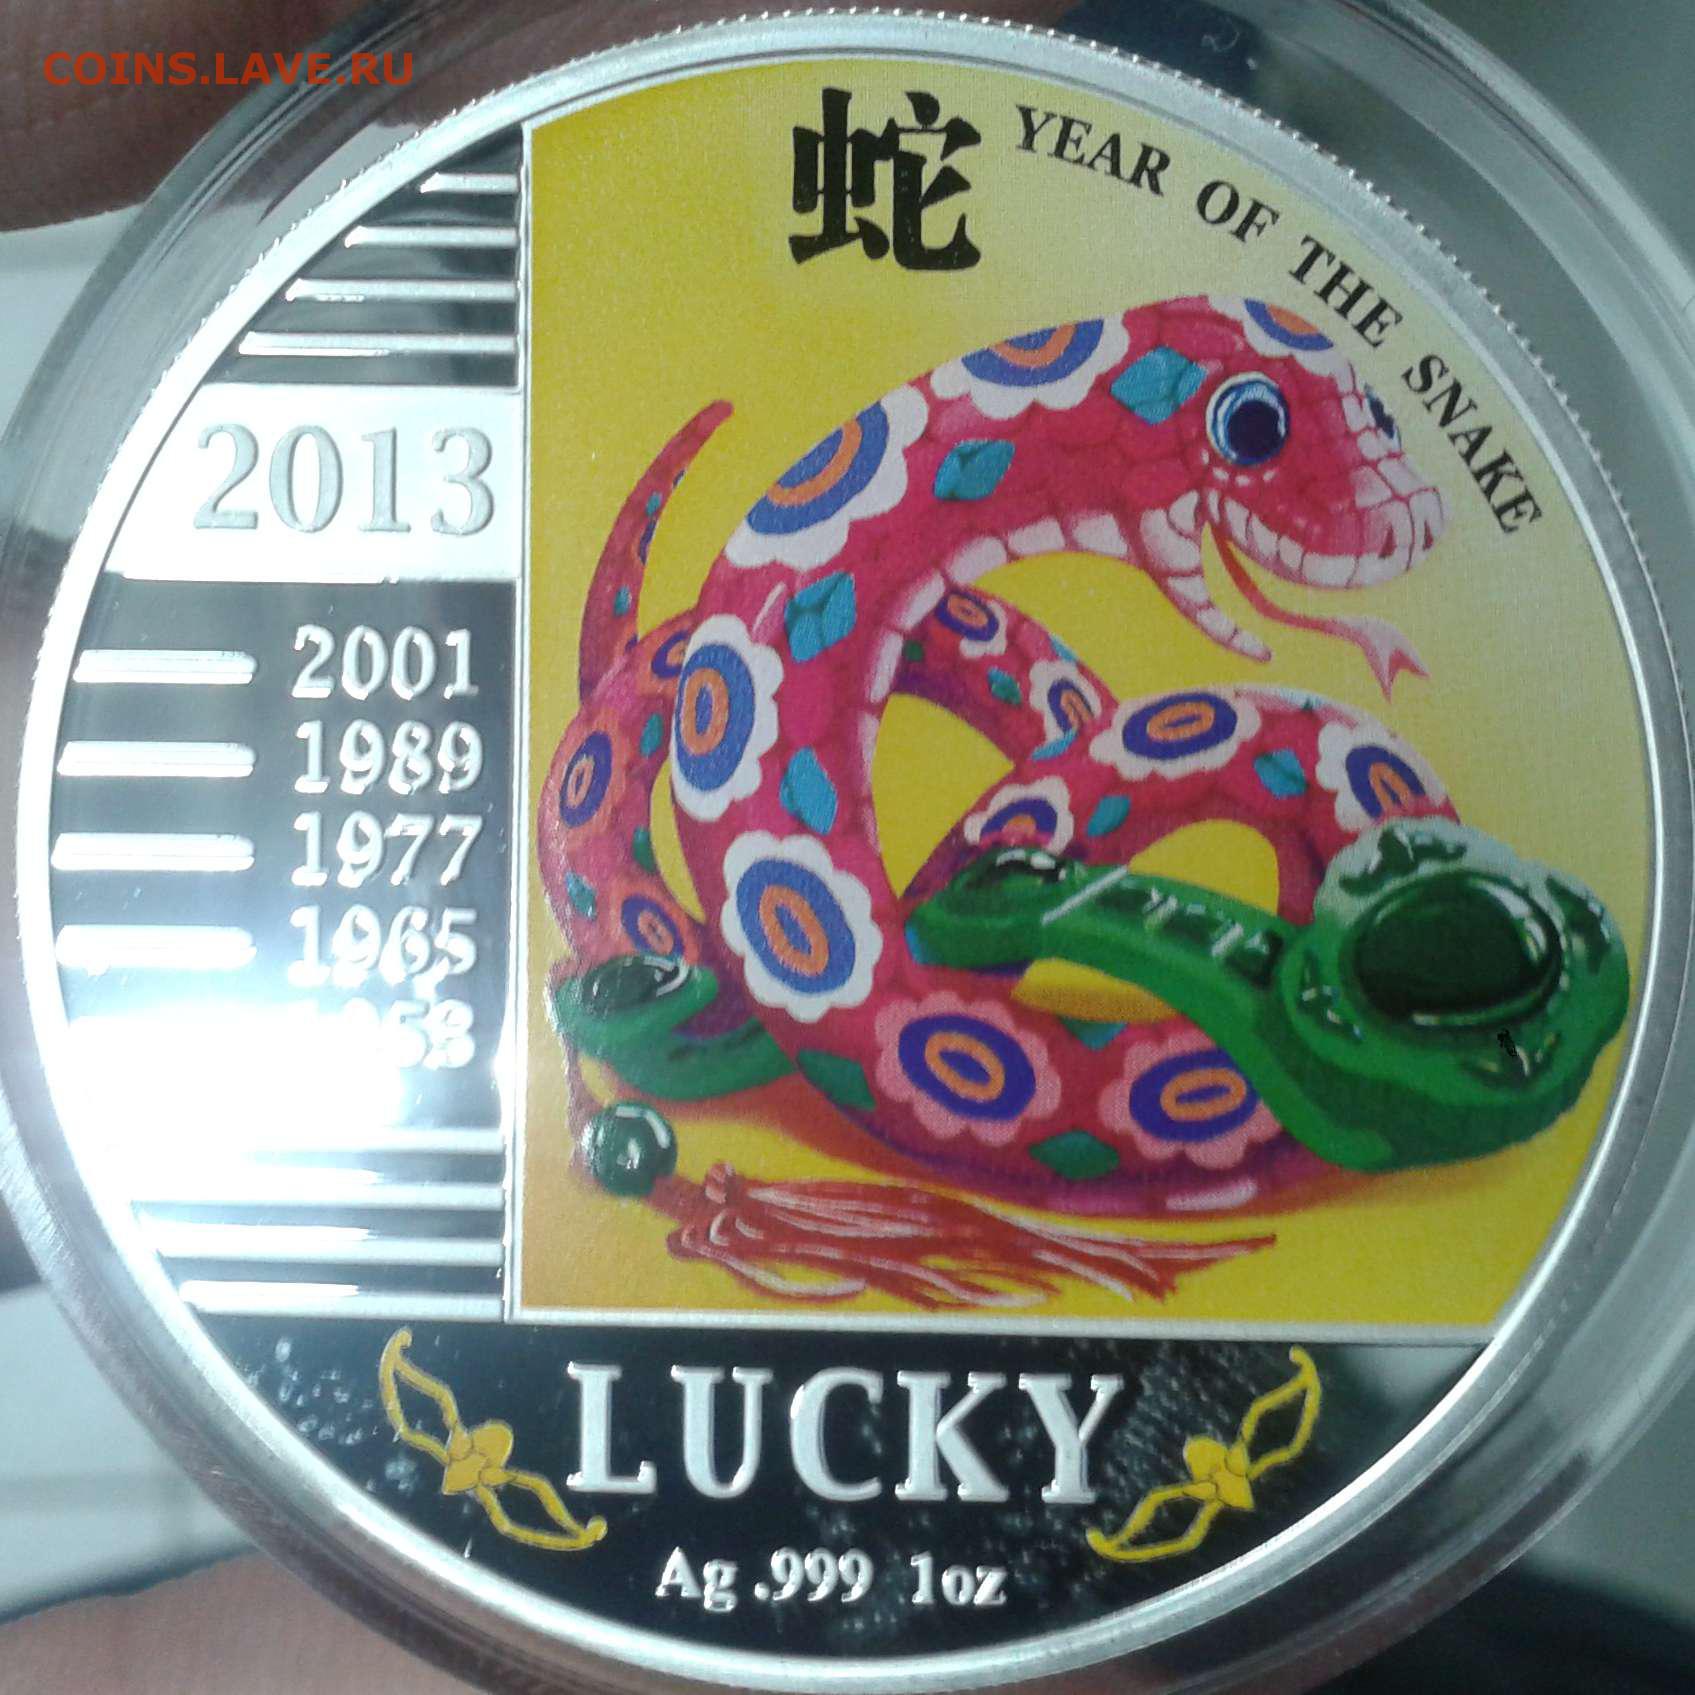 COINS.LAVE.RU
蛇 YEAR OF THE SNAKE
2013
2001
1989
1977
1965
LUCKY
Ag .999 1oz